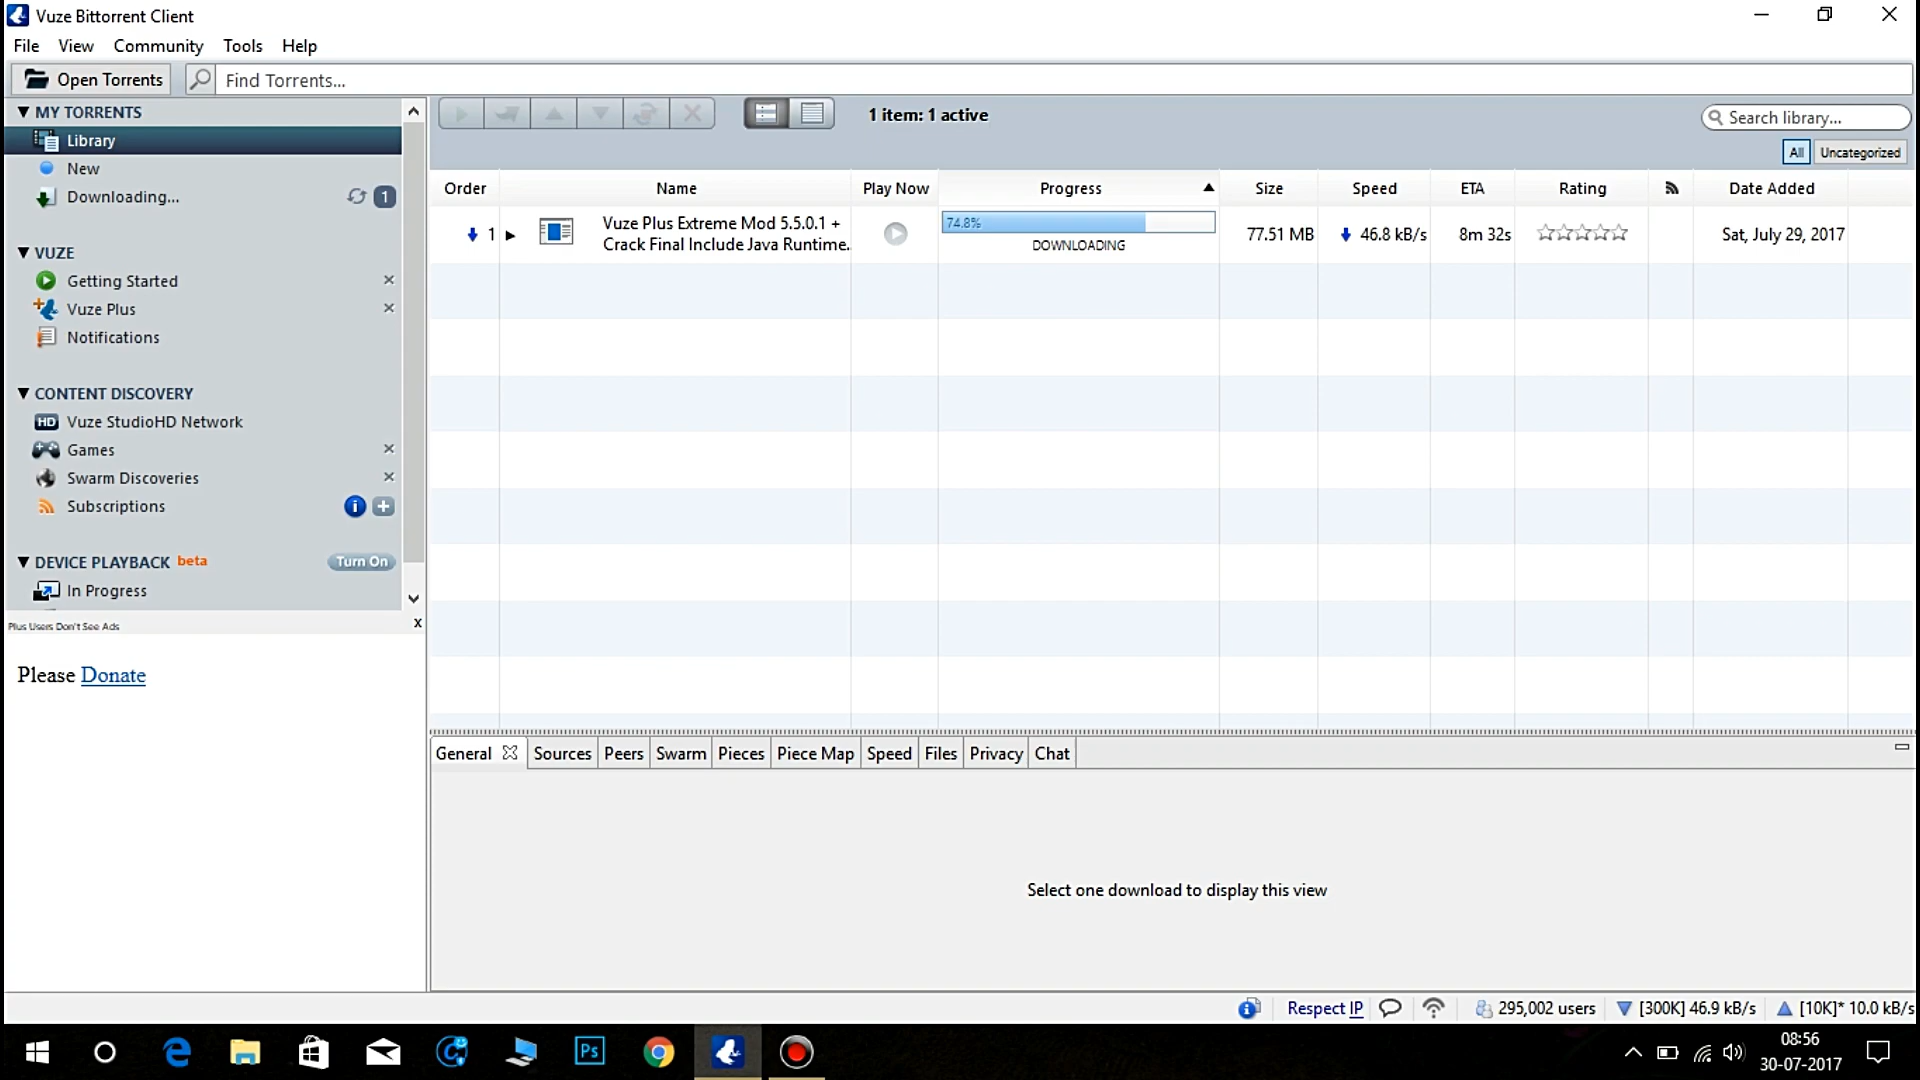 Vuze Bittorrent Client
File View Community Tools Help
Open Torrents Find Torrents...
MY TORRENTS
Library
New
Downloading... 1
VUZE
Getting Started
Vuze Plus
Notifications
CONTENT DISCOVERY
HD Vuze StudioHD Network
Games
Swarm Discoveries
Subscriptions
DEVICE PLAYBACK beta Turn On
In Progress
Plus Users Don't See Ads x
Please Donate
1 item: 1 active
Search library...
All Uncategorized
Order Name Play Now Progress Size Speed ETA Rating Date Added
1 Vuze Plus Extreme Mod 5.5.0.1 +
Crack Final Include Java Runtime..
74.8%
DOWNLOADING
77.51 MB 46.8 kB/s 8m 32s Sat, July 29, 2017
General Sources Peers Swarm Pieces Piece Map Speed Files Privacy Chat
Select one download to display this view
Respect IP 295,002 users [300K] 46.9 kB/s [10K]* 10.0 kB/s
Ps
08:56
30-07-2017